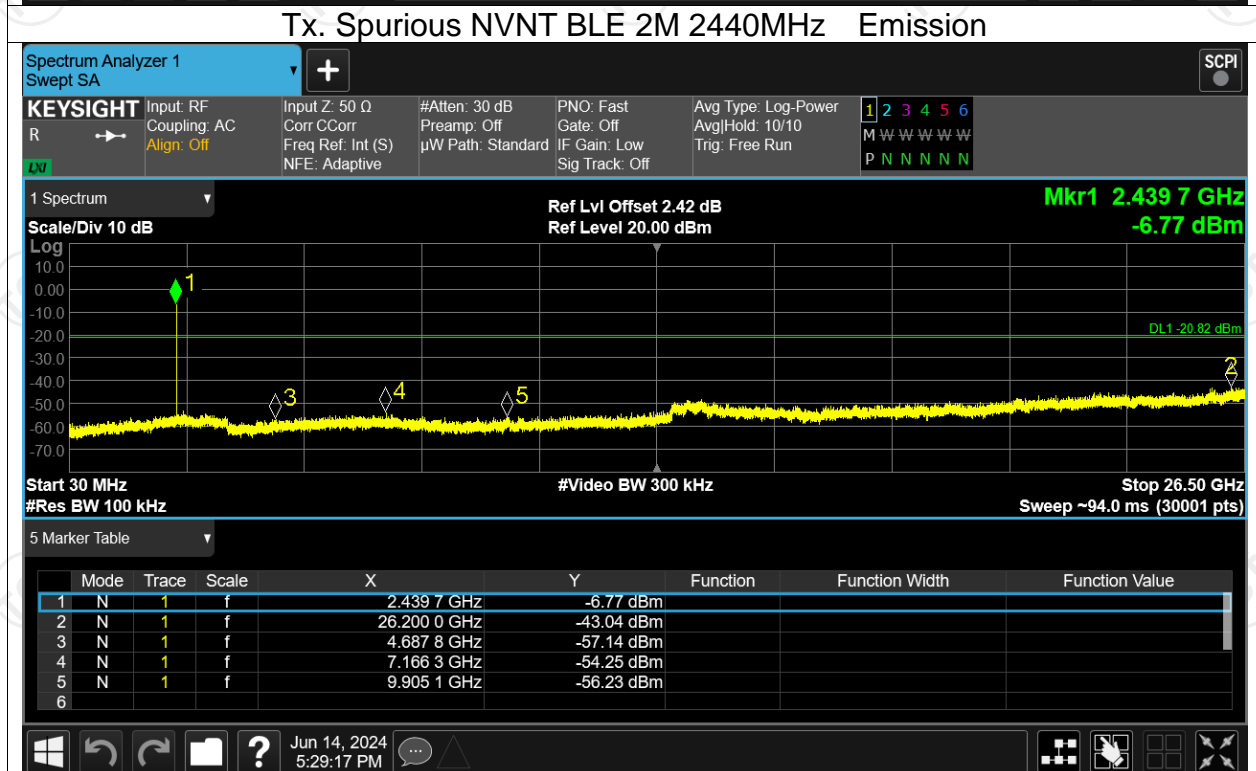 Tx. Spurious NVNT BLE 2M 2440MHz Emission
Spectrum Analyzer 1
Swept SA
+
SCPI
KEYSIGHT
R
LXI
Input: RF
Coupling: AC
Align: Off
Input Z: 50 Ω
Corr CCorr
Freq Ref: Int (S)
NFE: Adaptive
#Atten: 30 dB
Preamp: Off
µW Path: Standard
PNO: Fast
Gate: Off
IF Gain: Low
Sig Track: Off
Avg Type: Log-Power
Avg|Hold: 10/10
Trig: Free Run
1 2 3 4 5 6
M W W W W W
P N N N N N
1 Spectrum
Scale/Div 10 dB
Ref Lvl Offset 2.42 dB
Ref Level 20.00 dBm
Mkr1 2.439 7 GHz
-6.77 dBm
Log
10.0
0.00
-10.0
-20.0
-30.0
-40.0
-50.0
-60.0
-70.0
1
DL1 -20.82 dBm
2
3
4
5
Start 30 MHz
#Res BW 100 kHz
#Video BW 300 kHz
Stop 26.50 GHz
Sweep ~94.0 ms (30001 pts)
5 Marker Table
Mode Trace Scale X Y Function Function Width Function Value
1 N 1 f 2.439 7 GHz -6.77 dBm
2 N 1 f 26.200 0 GHz -43.04 dBm
3 N 1 f 4.687 8 GHz -57.14 dBm
4 N 1 f 7.166 3 GHz -54.25 dBm
5 N 1 f 9.905 1 GHz -56.23 dBm
6
?
Jun 14, 2024
5:29:17 PM